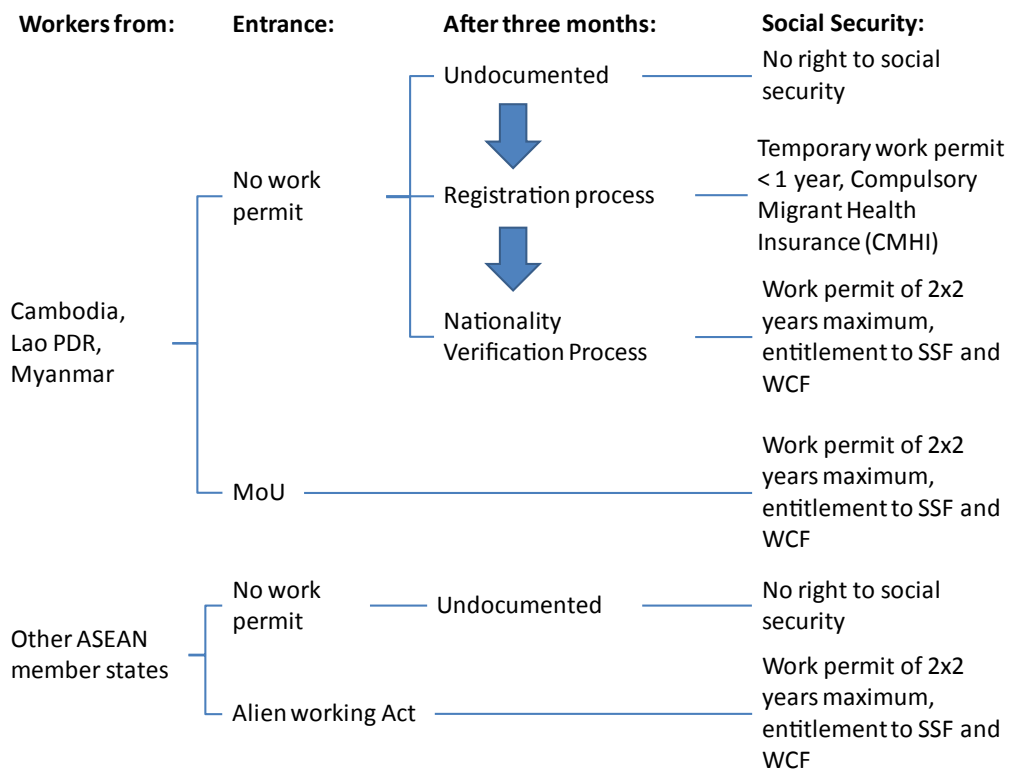 Workers from: Entrance: After three months: Social Security:
Undocumented
No right to social
security
No work
permit
Registration process
Temporary work permit
< 1 year, Compulsory
Migrant Health
Insurance (CMHI)
Cambodia,
Lao PDR,
Myanmar
Nationality
Verification Process
Work permit of 2x2
years maximum,
entitlement to SSF and
WCF
MoU
Work permit of 2x2
years maximum,
entitlement to SSF and
WCF
Other ASEAN
member states
No work
permit
Undocumented
No right to social
security
Alien working Act
Work permit of 2x2
years maximum,
entitlement to SSF and
WCF